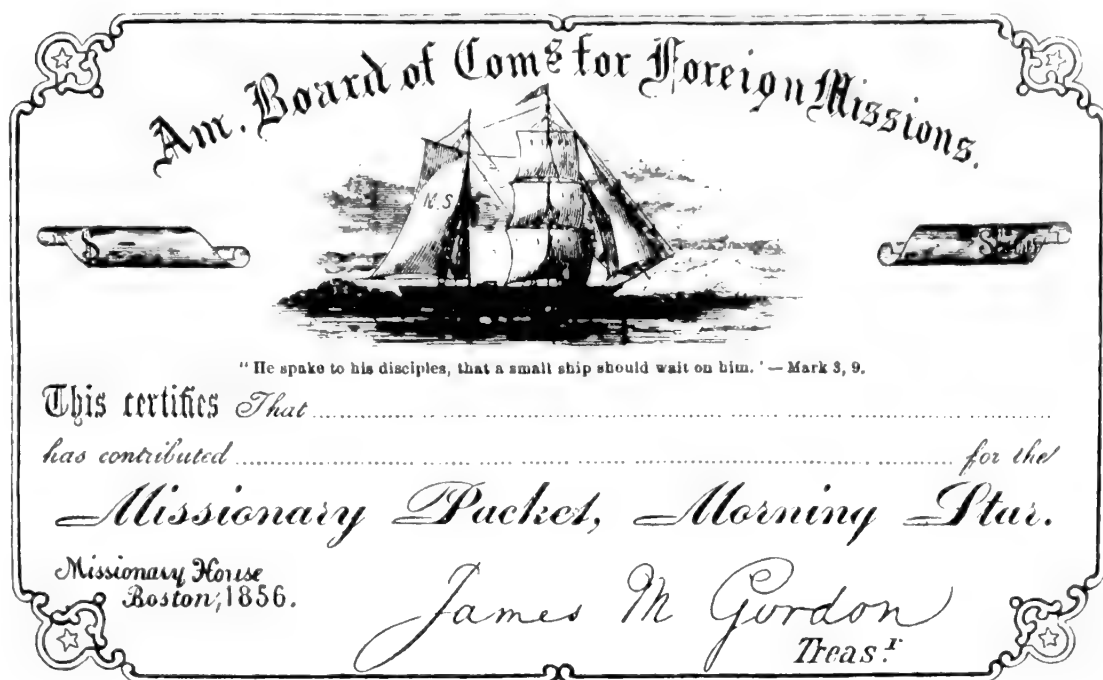 Am. Board of Coms for Foreign Missions.
M.S
$
"He spake to his disciples, that a small ship should wait on him.' — Mark 3, 9.
This certifies That
has contributed for the
Missionary Packet, Morning Star.
Missionary House
Boston, 1856.
James M Gordon
Treasr.